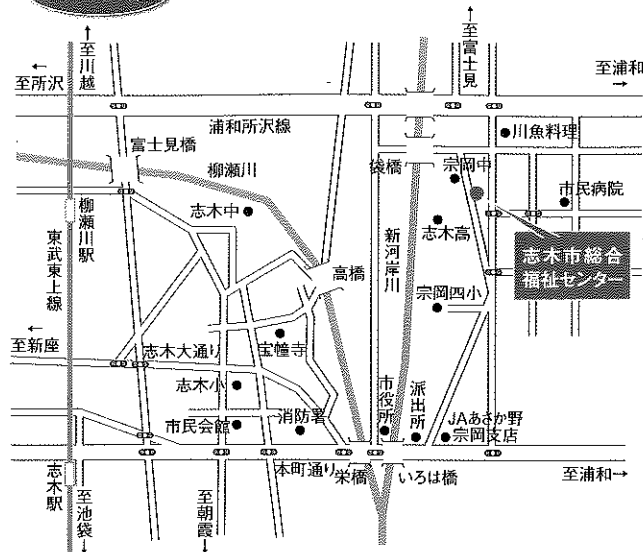 至川越
至富士見
至所沢
至浦和
浦和所沢線
川魚料理
富士見橋
柳瀬川
袋橋
宗岡中
市民病院
柳瀬川駅
志木中
志木高
東武東上線
新河岸川
志木市総合
福祉センター
高橋
宗岡四小
至新座
志木大通り
宝幢寺
志木小
市役所
派出所
市民会館
消防署
JAあさか野
宗岡支店
本町通り
栄橋
いろは橋
至浦和
志木駅
至池袋
至朝霞